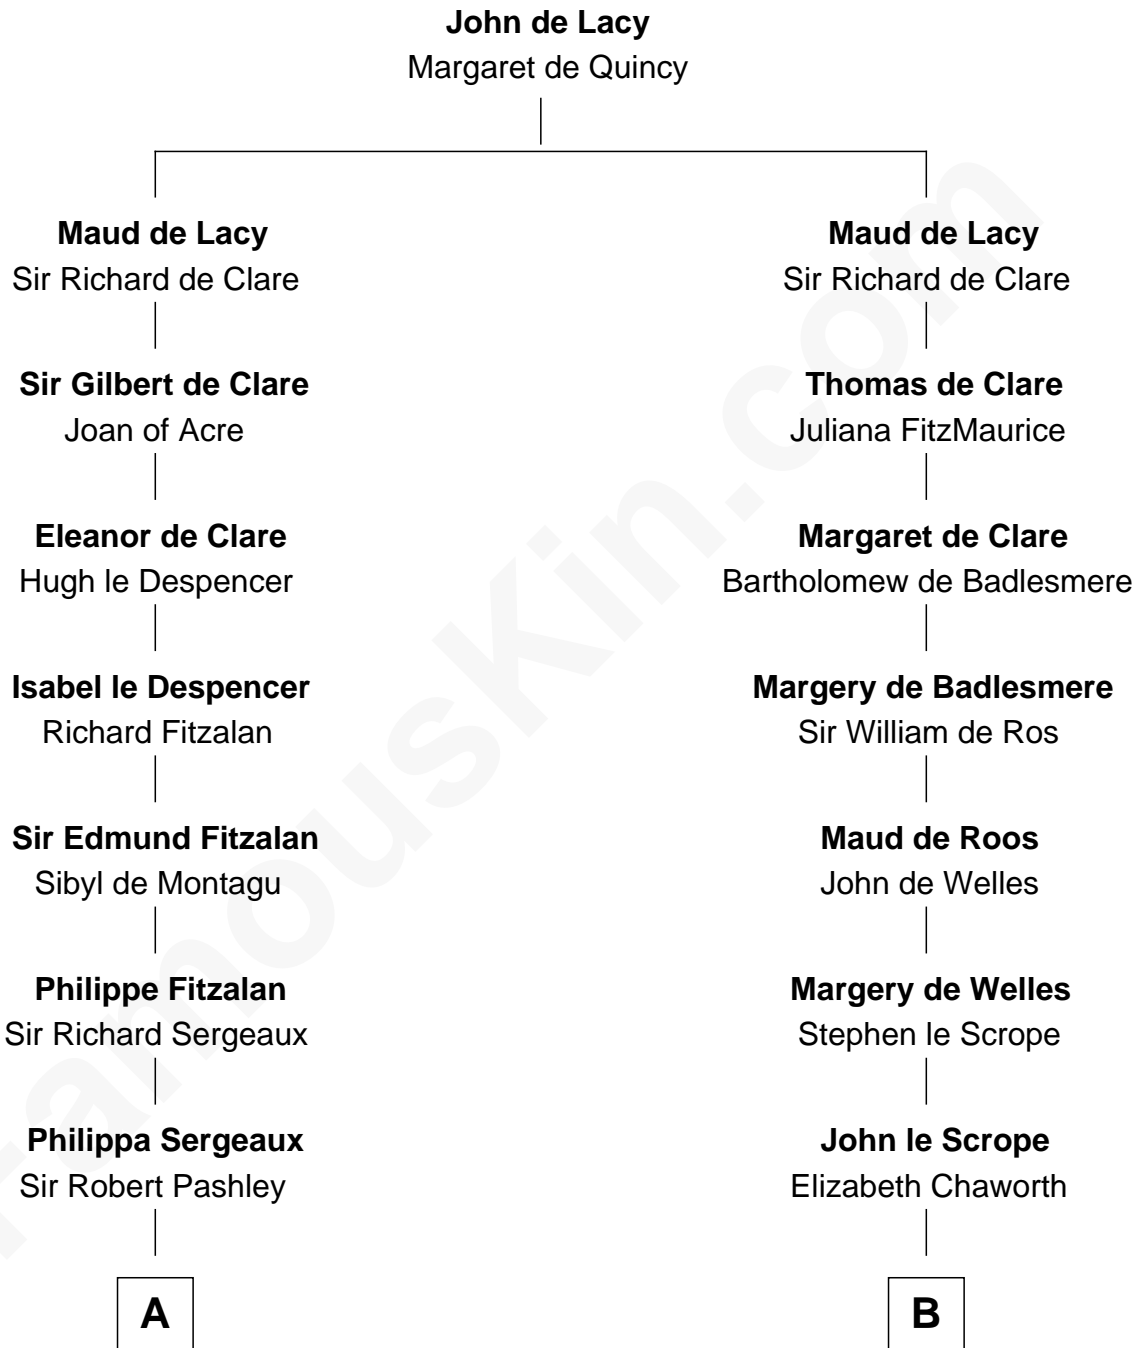 John de Lacy
Margaret de Quincy
Maud de Lacy
Sir Richard de Clare
Maud de Lacy
Sir Richard de Clare
Sir Gilbert de Clare
Joan of Acre
Thomas de Clare
Juliana FitzMaurice
Eleanor de Clare
Hugh le Despencer
Margaret de Clare
Bartholomew de Badlesmere
Isabel le Despencer
Richard Fitzalan
Margery de Badlesmere
Sir William de Ros
Sir Edmund Fitzalan
Sibyl de Montagu
Maud de Roos
John de Welles
Philippe Fitzalan
Sir Richard Sergeaux
Margery de Welles
Stephen le Scrope
Philippa Sergeaux
Sir Robert Pashley
John le Scrope
Elizabeth Chaworth
A
B
FamousKin.com